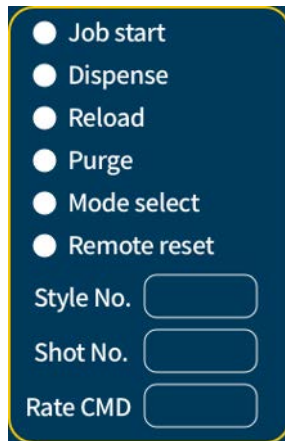 Job start
Dispense
Reload
Purge
Mode select
Remote reset
Style No.
Shot No.
Rate CMD